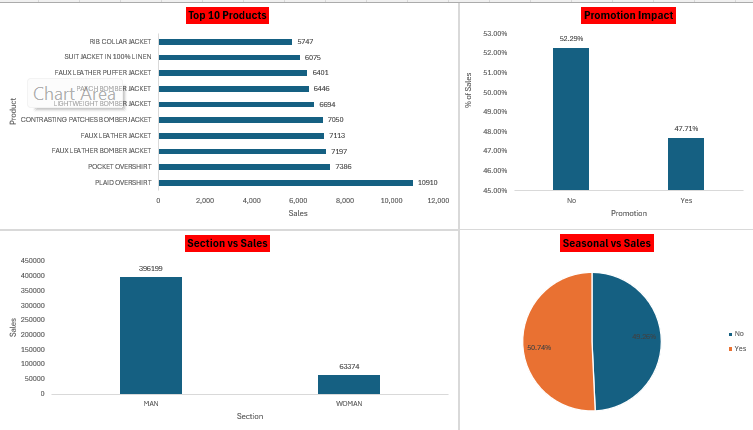 Top 10 Products
RIB COLLAR JACKET 5747
SUIT JACKET IN 100% LINEN 6075
FAUX LEATHER PUFFER JACKET 6401
PATCH BOMBER JACKET 6446
Chart Area
LIGHTWEIGHT BOMBER JACKET 6694
CONTRASTING PATCHES BOMBER JACKET 7050
FAUX LEATHER JACKET 7113
FAUX LEATHER BOMBER JACKET 7197
POCKET OVERSHIRT 7386
PLAID OVERSHIRT 10910
Product
0 2,000 4,000 6,000 8,000 10,000 12,000
Sales
Promotion Impact
53.00%
52.00%
51.00%
50.00%
49.00%
48.00%
47.00%
46.00%
45.00%
% of Sales
52.29%
47.71%
No Yes
Promotion
Section vs Sales
450000
400000
350000
300000
250000
200000
150000
100000
50000
0
Sales
396199
63374
MAN WOMAN
Section
Seasonal vs Sales
50.74%
No
Yes